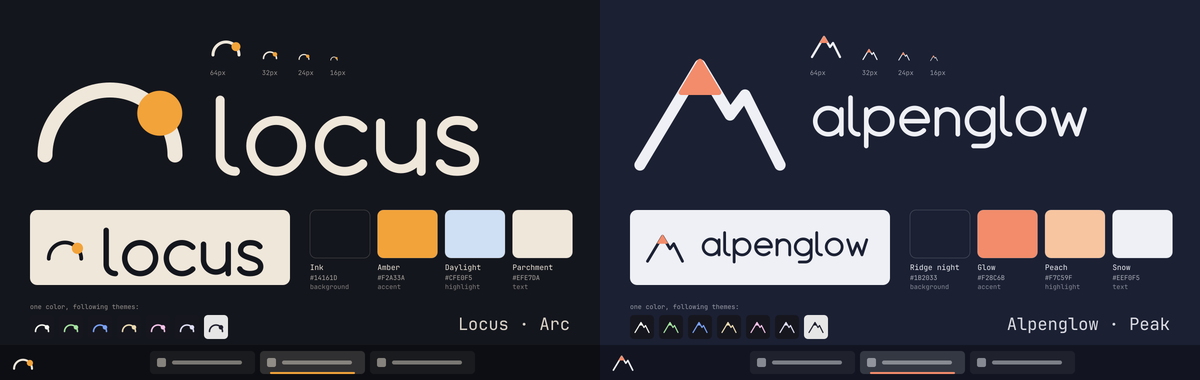 64px 32px 24px 16px
locus
locus
Ink Amber Daylight Parchment
#14161D #F2A33A #CFE0F5 #EFE7DA
background accent highlight text
one color, following themes:
Locus · Arc
64px 32px 24px 16px
alpenglow
alpenglow
Ridge night Glow Peach Snow
#1B2033 #F28C6B #F7C59F #EEF0F5
background accent highlight text
one color, following themes:
Alpenglow · Peak